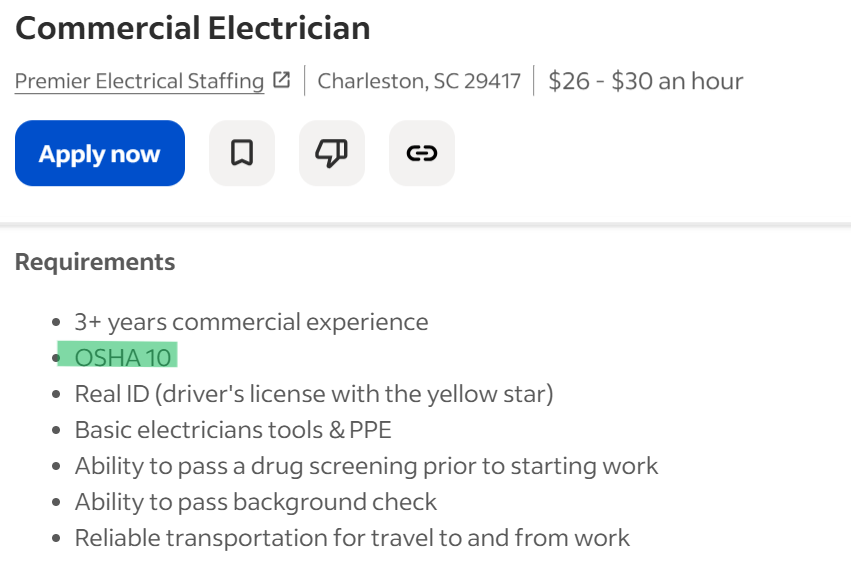 Commercial Electrician
Premier Electrical Staffing Charleston, SC 29417 $26 - $30 an hour
Apply now
Requirements
• 3+ years commercial experience
• OSHA 10
• Real ID (driver's license with the yellow star)
• Basic electricians tools & PPE
• Ability to pass a drug screening prior to starting work
• Ability to pass background check
• Reliable transportation for travel to and from work